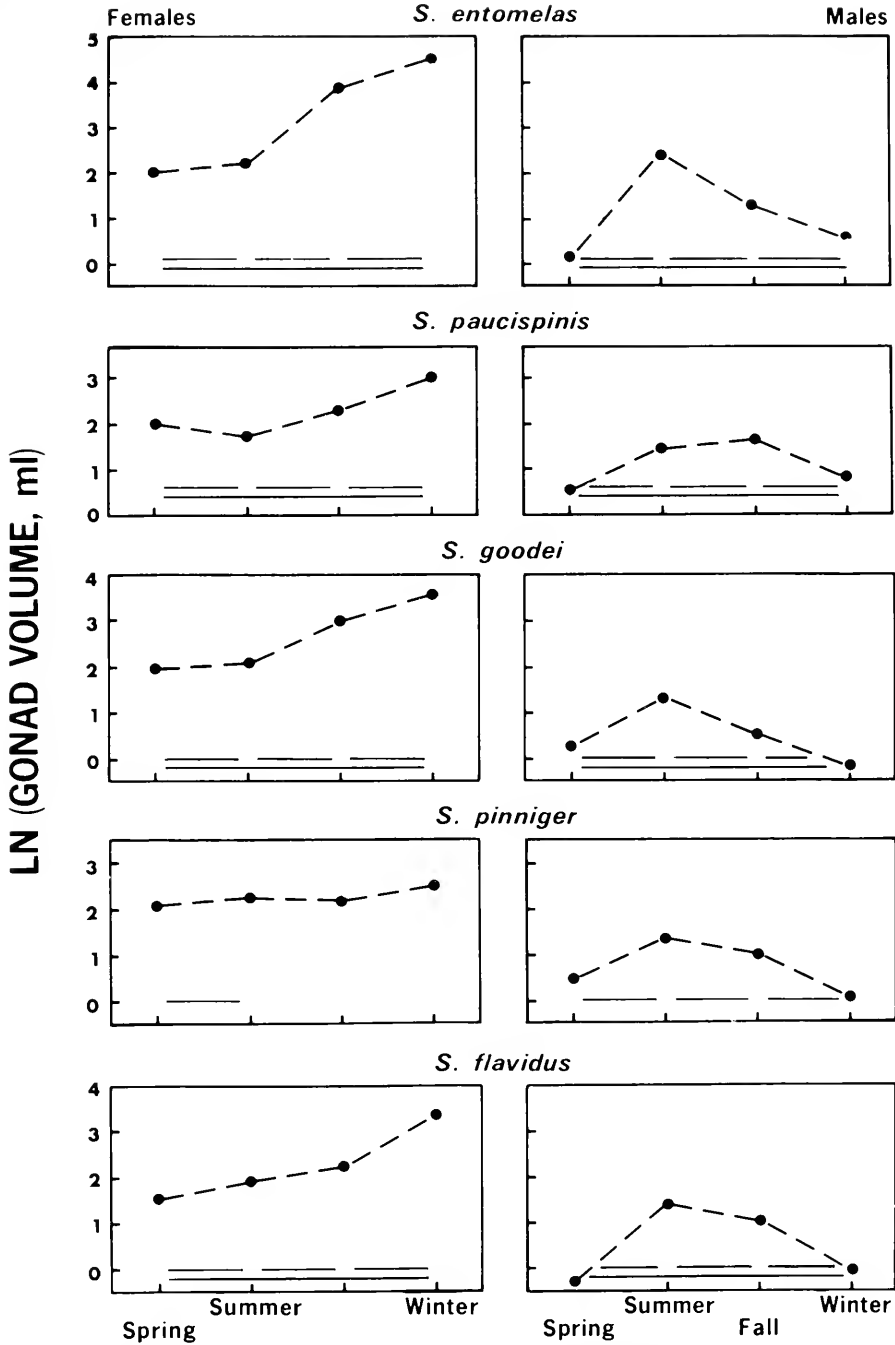 Females
S. entomelas
Males
5
4
3
2
1
0
S. paucispinis
3
2
1
0
S. goodei
4
3
2
1
0
S. pinniger
3
2
1
0
S. flavidus
4
3
2
1
0
LN (GONAD VOLUME, ml)
Spring
Summer
Winter
Spring
Summer
Fall
Winter